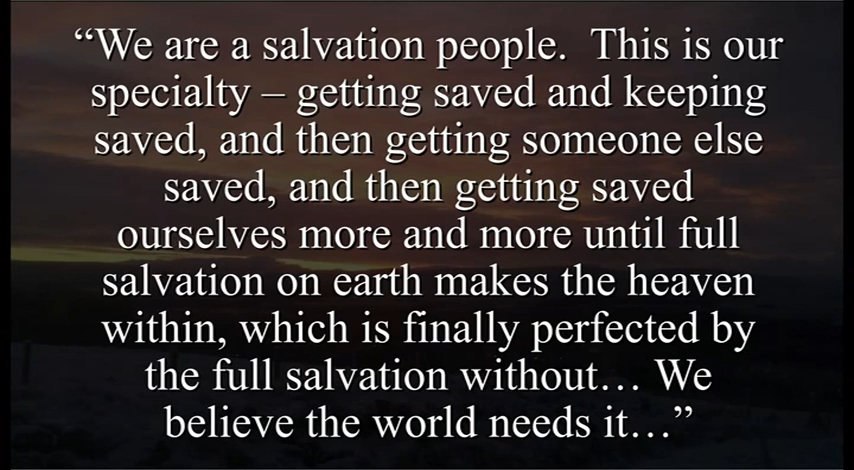 “We are a salvation people.  This is our
specialty – getting saved and keeping
saved, and then getting someone else
saved, and then getting saved
ourselves more and more until full
salvation on earth makes the heaven
within, which is finally perfected by
the full salvation without… We
believe the world needs it…”